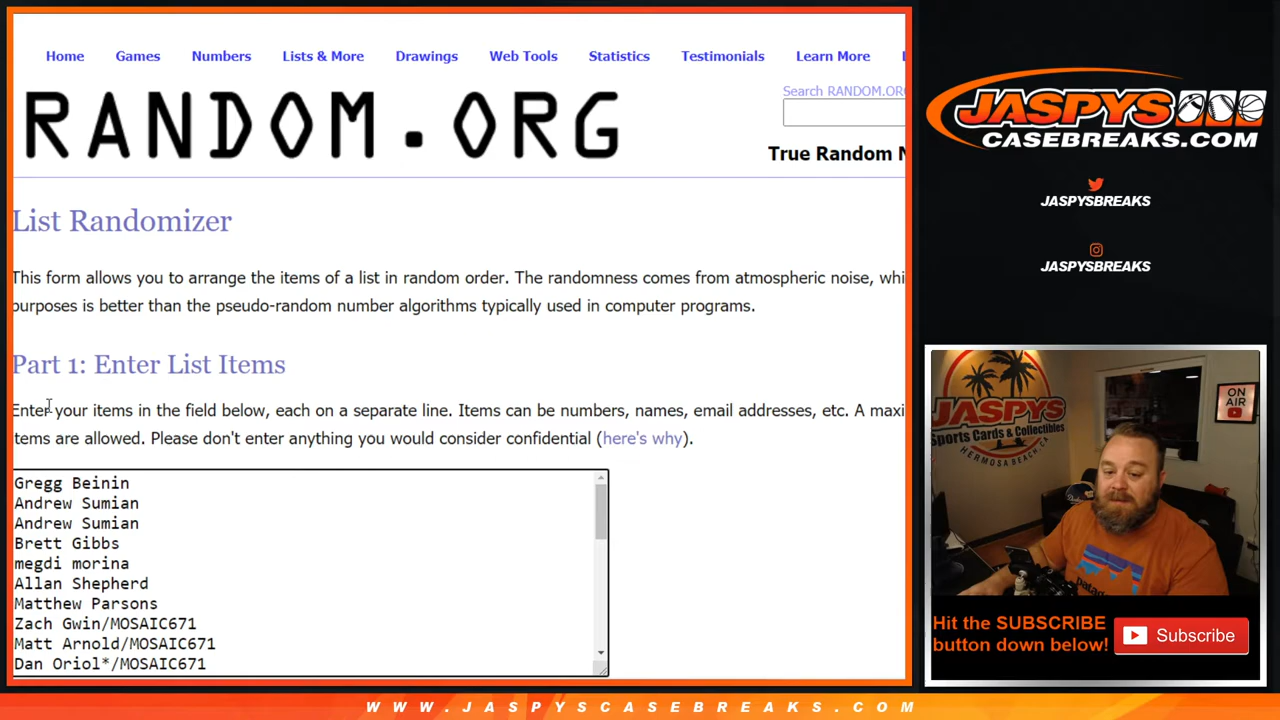 Home Games Numbers Lists & More Drawings Web Tools Statistics Testimonials Learn More
Search RANDOM.ORG
RANDOM.ORG
True Random N
List Randomizer
This form allows you to arrange the items of a list in random order. The randomness comes from atmospheric noise, whi
purposes is better than the pseudo-random number algorithms typically used in computer programs.
Part 1: Enter List Items
Enter your items in the field below, each on a separate line. Items can be numbers, names, email addresses, etc. A maxi
items are allowed. Please don't enter anything you would consider confidential (here's why).
Gregg Beinin
Andrew Sumian
Andrew Sumian
Brett Gibbs
megdi morina
Allan Shepherd
Matthew Parsons
Zach Gwin/MOSAIC671
Matt Arnold/MOSAIC671
Dan Oriol*/MOSAIC671
JASPYS
CASEBREAKS.COM
JASPYSBREAKS
JASPYSBREAKS
JASPYS
Sports Cards & Collectibles
HERMOSA BEACH, CA
ON AIR
Hit the SUBSCRIBE
button down below!
Subscribe
WWW.JASPYSCASEBREAKS.COM